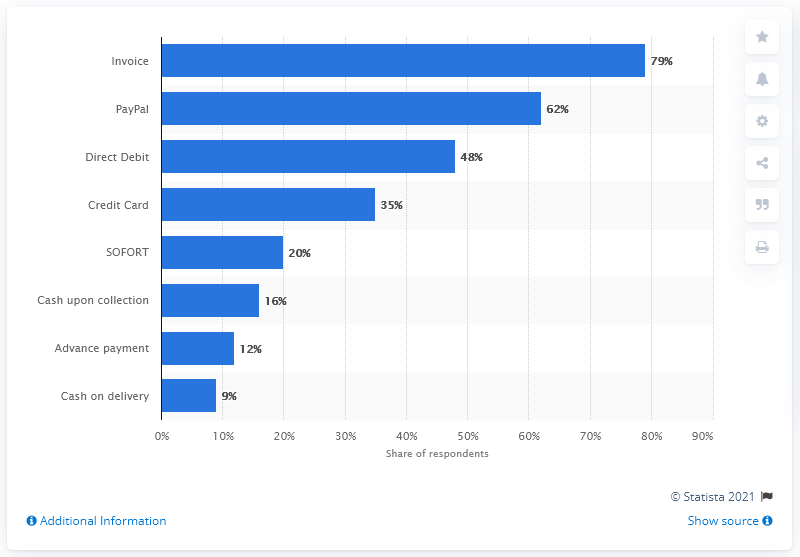 Invoice 79%
PayPal 62%
Direct Debit 48%
Credit Card 35%
SOFORT 20%
Cash upon collection 16%
Advance payment 12%
Cash on delivery 9%
0% 10% 20% 30% 40% 50% 60% 70% 80% 90%
Share of respondents
© Statista 2021
Additional Information Show source